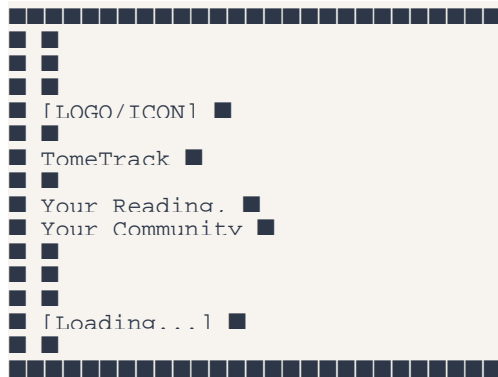 ■■■■■■■■■■■■■■■■■■■■■■■■■■■
■ ■
■ ■
■ ■
■ [LOGO/ICON] ■
■ ■
■ TomeTrack ■
■ ■
■ Your Reading, ■
■ Your Community ■
■ ■
■ ■
■ ■
■ [Loading...] ■
■ ■
■■■■■■■■■■■■■■■■■■■■■■■■■■■